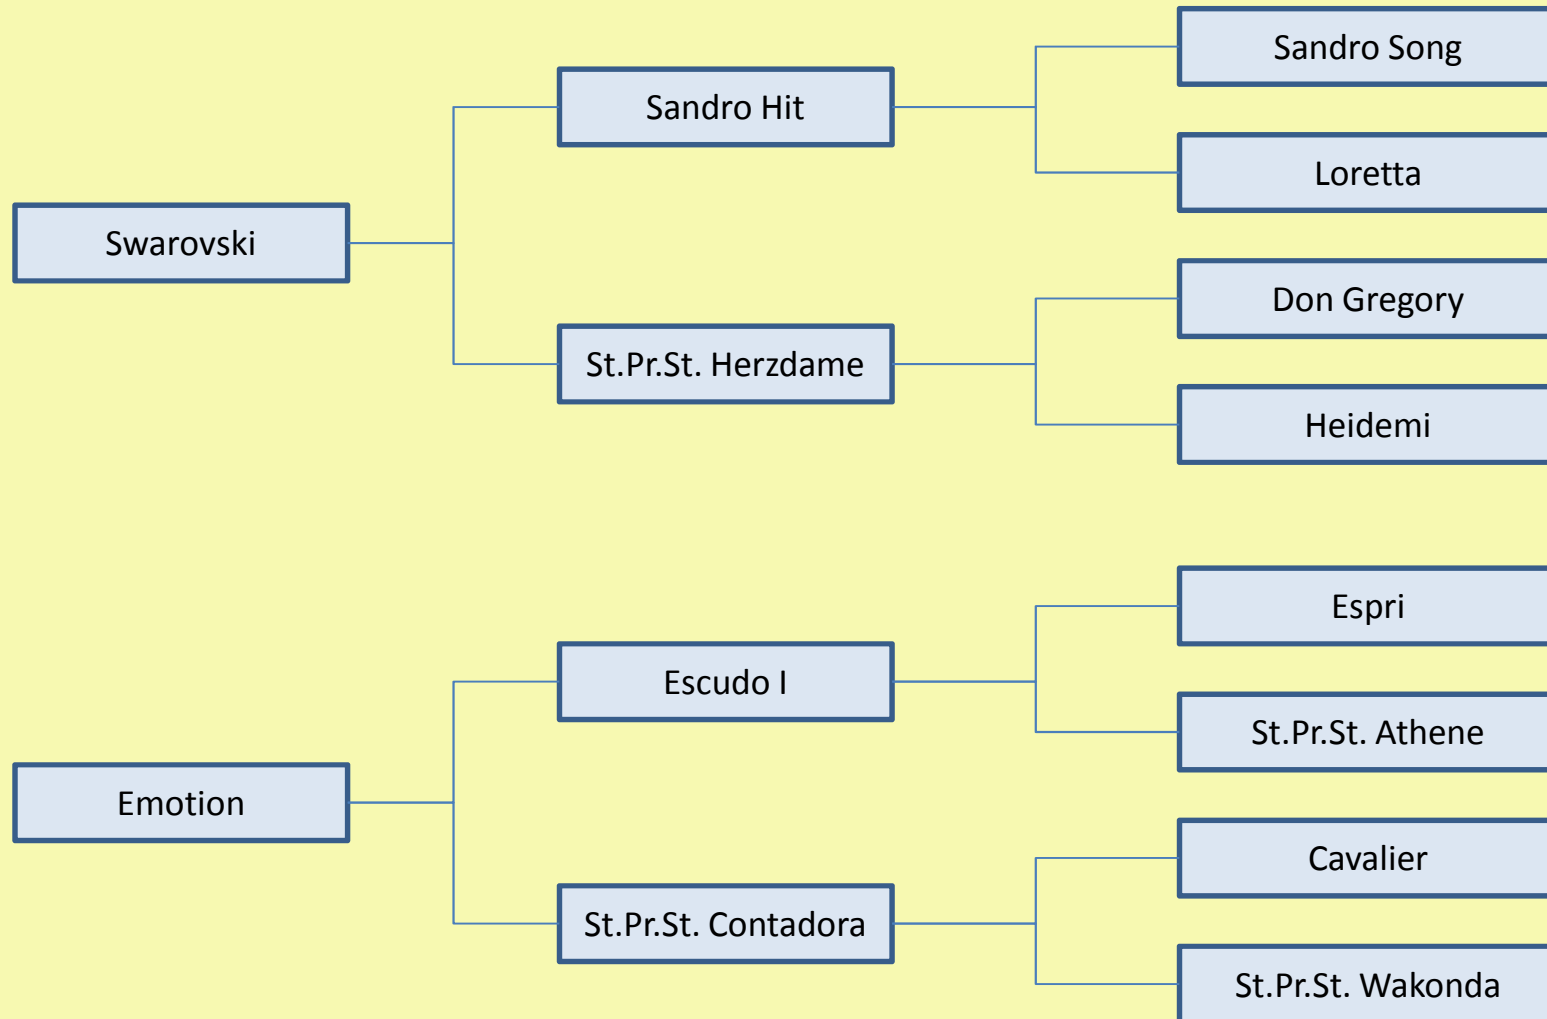 Sandro Song
Sandro Hit
Loretta
Swarovski
Don Gregory
St.Pr.St. Herzdame
Heidemi
Espri
Escudo I
St.Pr.St. Athene
Emotion
Cavalier
St.Pr.St. Contadora
St.Pr.St. Wakonda